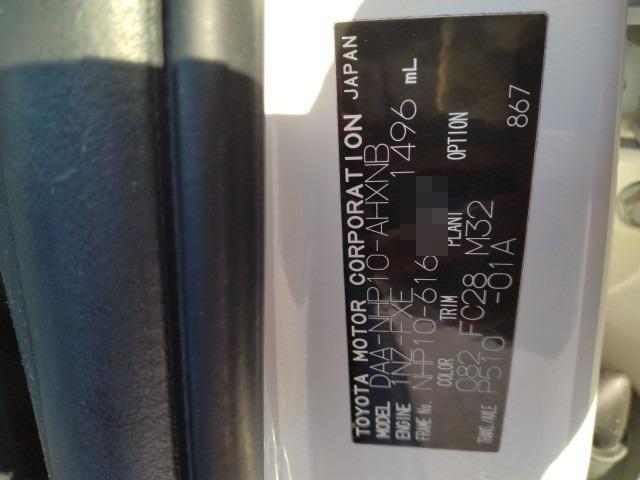 TOYOTA MOTOR CORPORATION JAPAN
MODEL DAA-NHP10-AHXNB
ENGINE 1NZ-FXE 1496 mL
FRAME No. NHP10-616
COLOR TRIM PLANT OPTION
082 FC28 M32 867
TRANS./AXLE P510 -01A